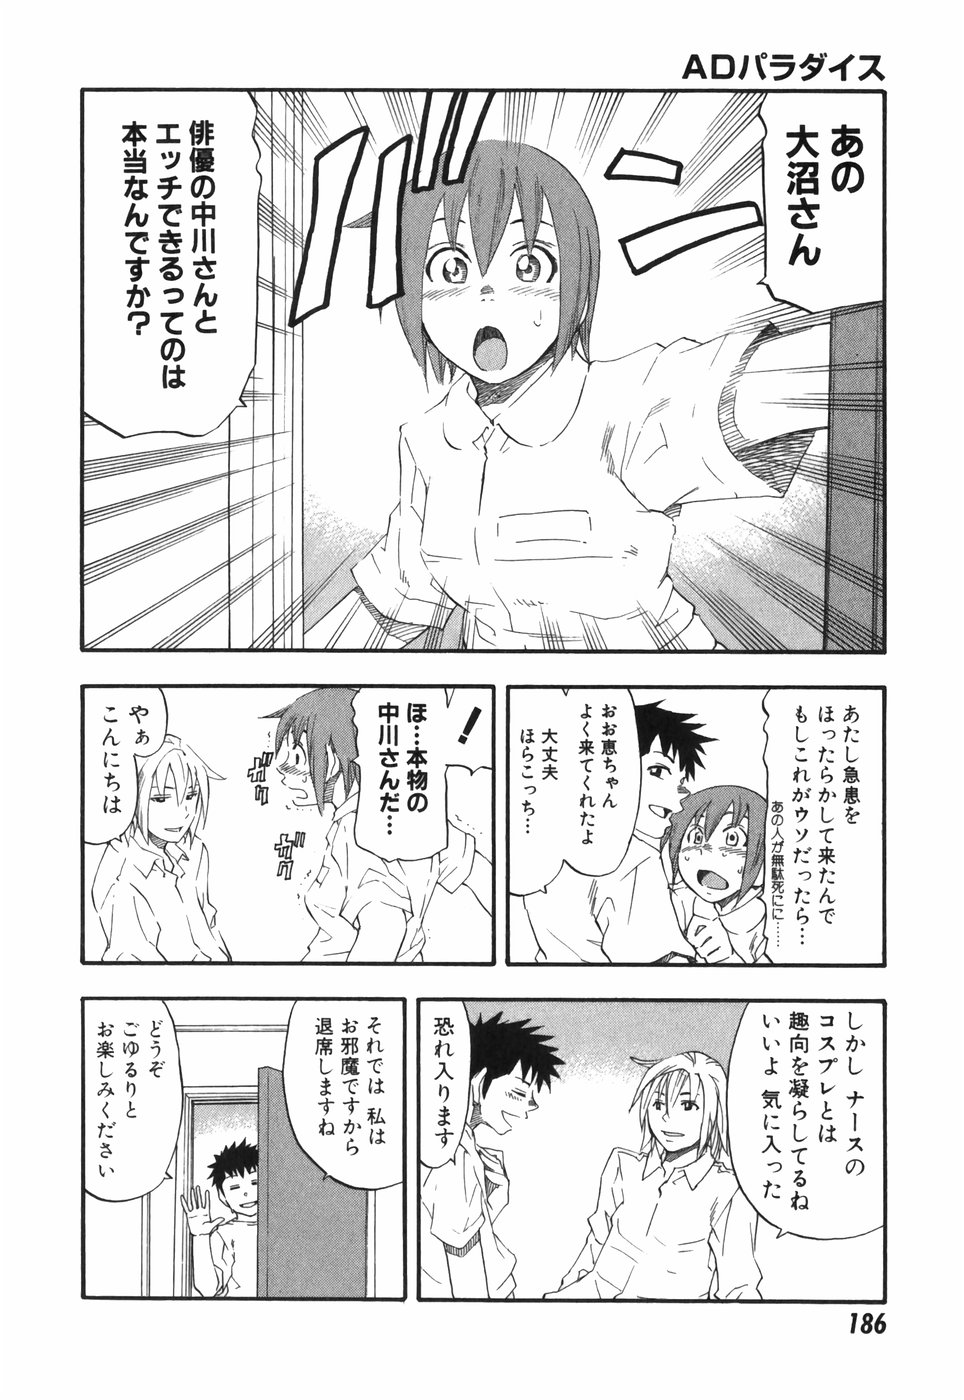 ADパラダイス
あの
大沼さん
バン
俳優の中川さんと
エッチできるってのは
本当なんですか?
あたし急患を
ほったらかして来たんで
もしこれがウソだったら…
あの人が無駄死にに……
おお恵ちゃん
よく来てくれたよ
大丈夫
ほらこっち…
!
ほ…本物の
中川さんだ…
ガク
ガク
やぁ
こんにちは
しかし ナースの
コスプレとは
趣向を凝らしてるね
いいよ 気に入った
恐れ入ります
それでは 私は
お邪魔ですから
退席しますね
どうぞ
ごゆるりと
お楽しみください
186